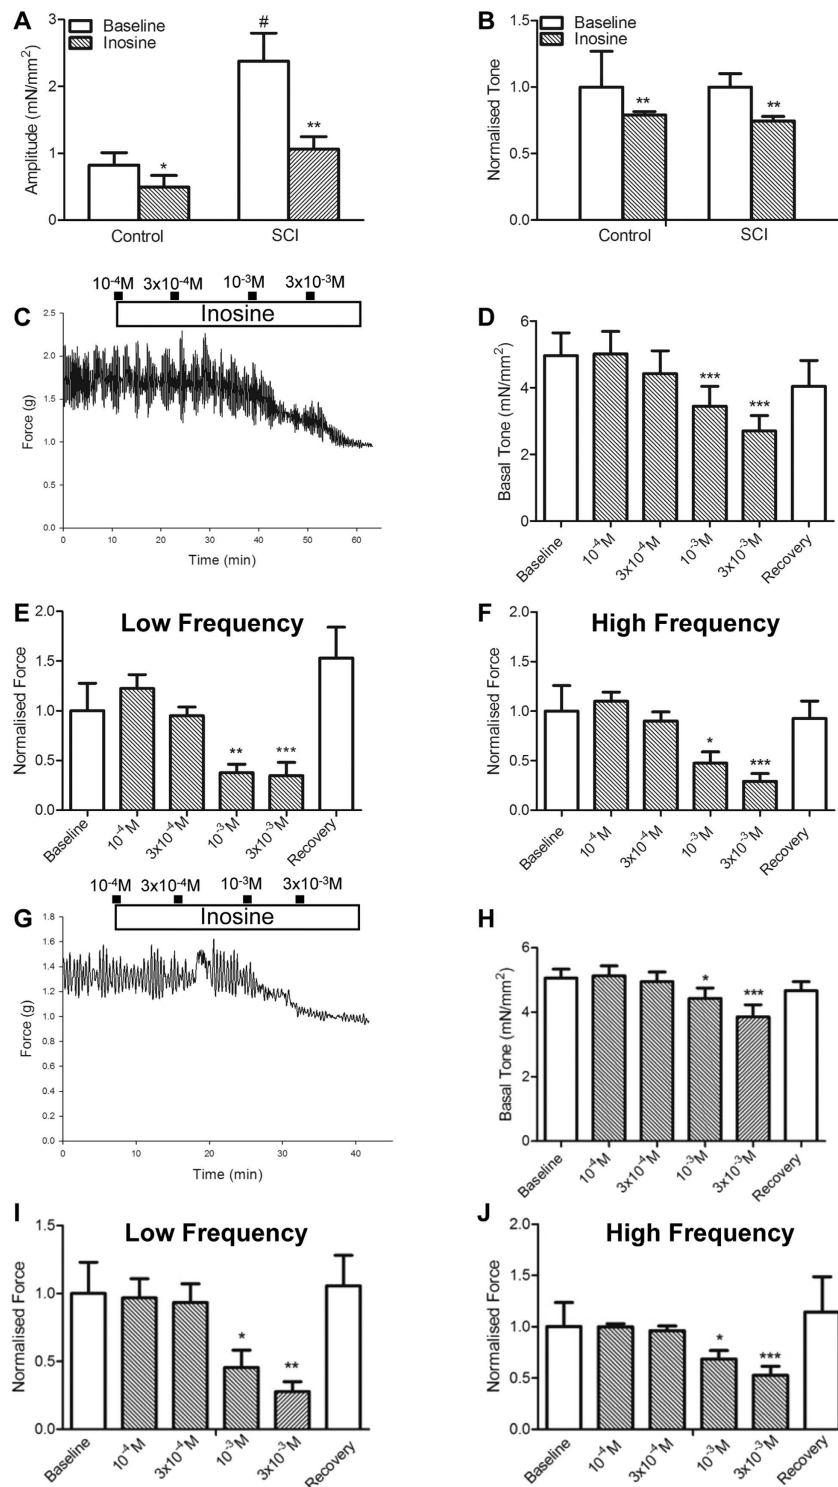 A
Baseline
Inosine
#
**
*
Amplitude (mN/mm²)
3
2
1
0
Control
SCI
B
Baseline
Inosine
**
**
Normalised Tone
1.5
1.0
0.5
0.0
Control
SCI
10⁻⁴M 3x10⁻⁴M 10⁻³M 3x10⁻³M
Inosine
C
Force (g)
2.5
2.0
1.5
1.0
0.5
0.0
0 10 20 30 40 50 60
Time (min)
D
Basal Tone (mN/mm²)
6
4
2
0
*** ***
Baseline
10⁻⁴M
3x10⁻⁴M
10⁻³M
3x10⁻³M
Recovery
E
Low Frequency
Normalised Force
2.0
1.5
1.0
0.5
0.0
** ***
Baseline
10⁻⁴M
3x10⁻⁴M
10⁻³M
3x10⁻³M
Recovery
F
High Frequency
Normalised Force
2.0
1.5
1.0
0.5
0.0
* ***
Baseline
10⁻⁴M
3x10⁻⁴M
10⁻³M
3x10⁻³M
Recovery
10⁻⁴M 3x10⁻⁴M 10⁻³M 3x10⁻³M
Inosine
G
Force (g)
1.8
1.6
1.4
1.2
1.0
0.8
0.6
0.4
0.2
0.0
0 10 20 30 40
Time (min)
H
Basal Tone (mN/mm²)
6
4
2
0
* ***
Baseline
10⁻⁴M
3x10⁻⁴M
10⁻³M
3x10⁻³M
Recovery
I
Low Frequency
Normalised Force
1.5
1.0
0.5
0.0
* **
Baseline
10⁻⁴M
3x10⁻⁴M
10⁻³M
3x10⁻³M
Recovery
J
High Frequency
Normalised Force
2.0
1.5
1.0
0.5
0.0
* ***
Baseline
10⁻⁴M
3x10⁻⁴M
10⁻³M
3x10⁻³M
Recovery